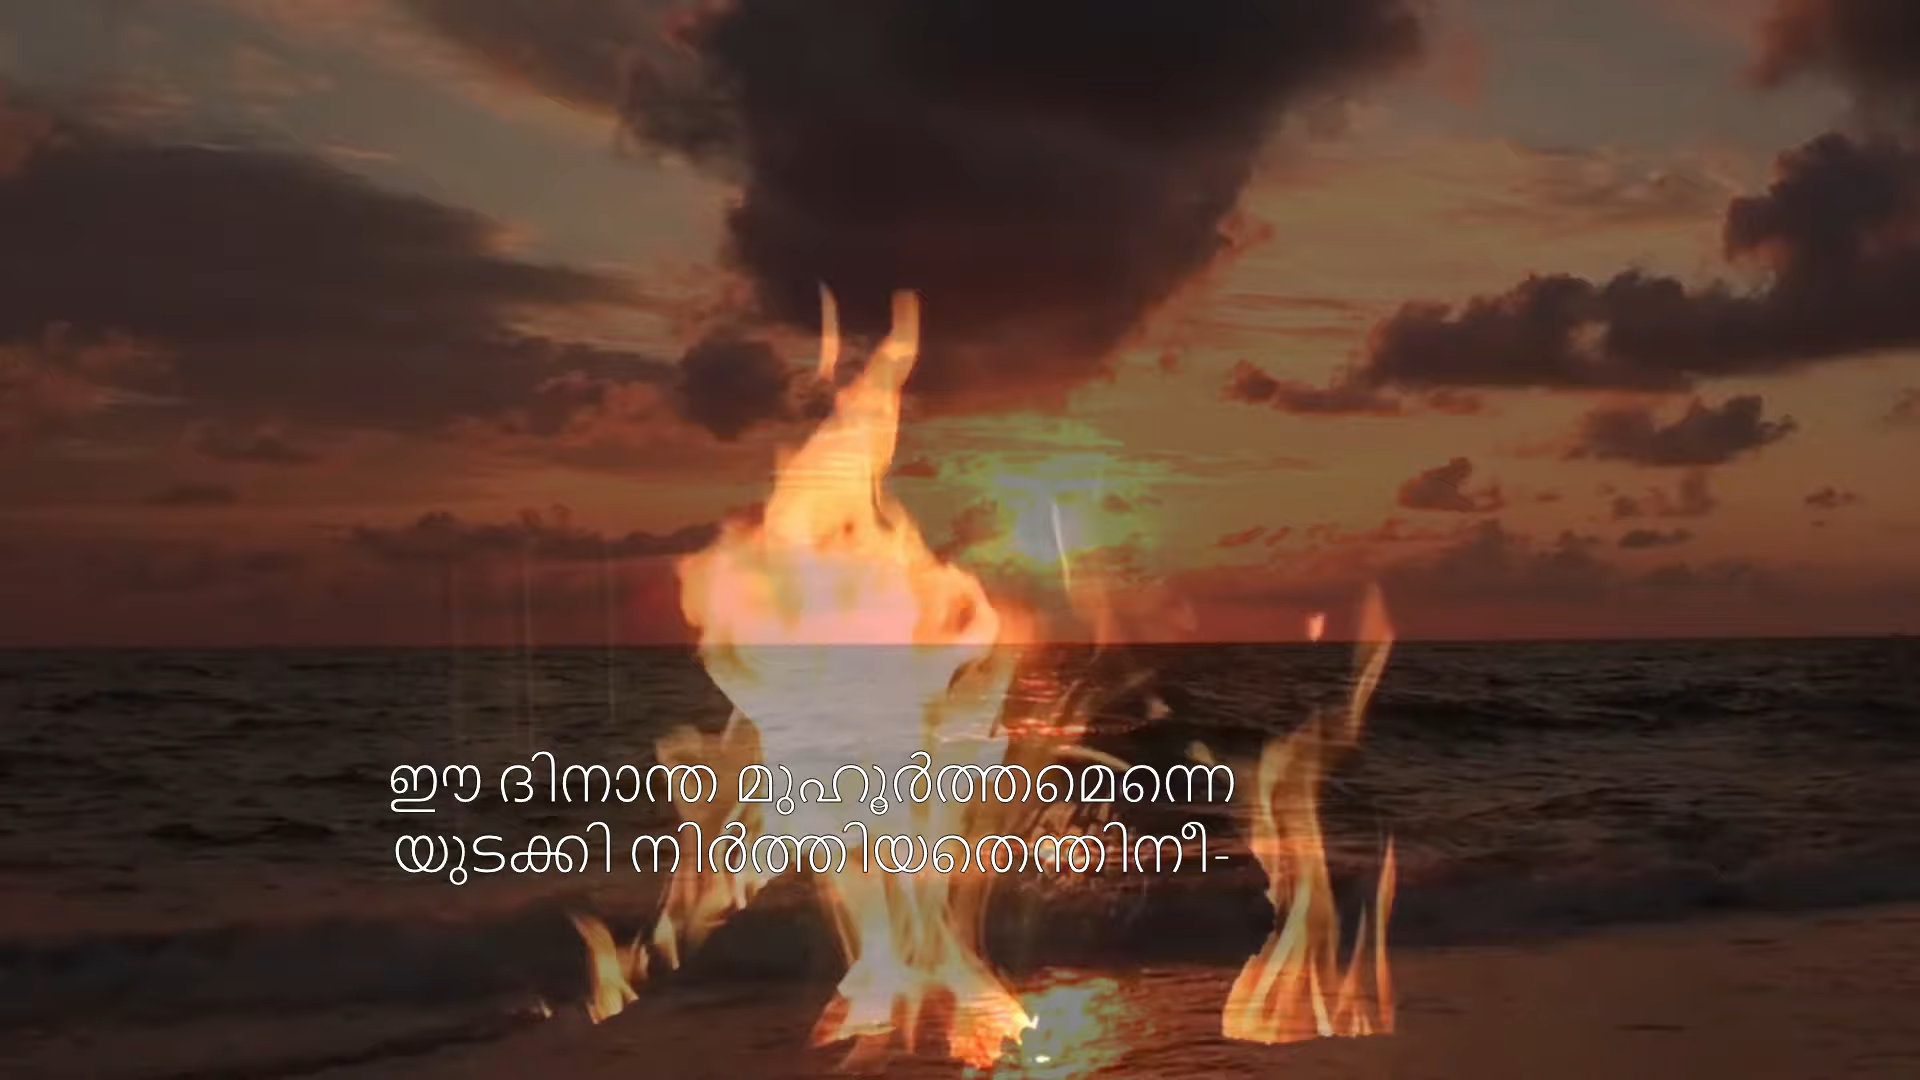 ഈ ദിനാന്ത മുഹൂർത്തമെന്നെ
യുടക്കി നിർത്തിയതെന്തിനീ-